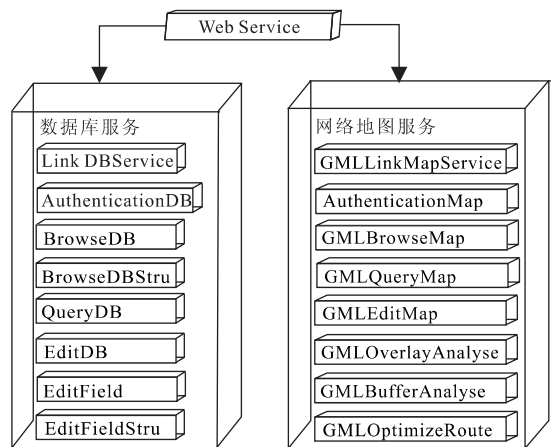 Web Service
数据库服务
Link DBService
AuthenticationDB
BrowseDB
BrowseDBStru
QueryDB
EditDB
EditField
EditFieldStru
网络地图服务
GMLLinkMapService
AuthenticationMap
GMLBrowseMap
GMLQueryMap
GMLEditMap
GMLOverlayAnalyse
GMLBufferAnalyse
GMLOptimizeRoute